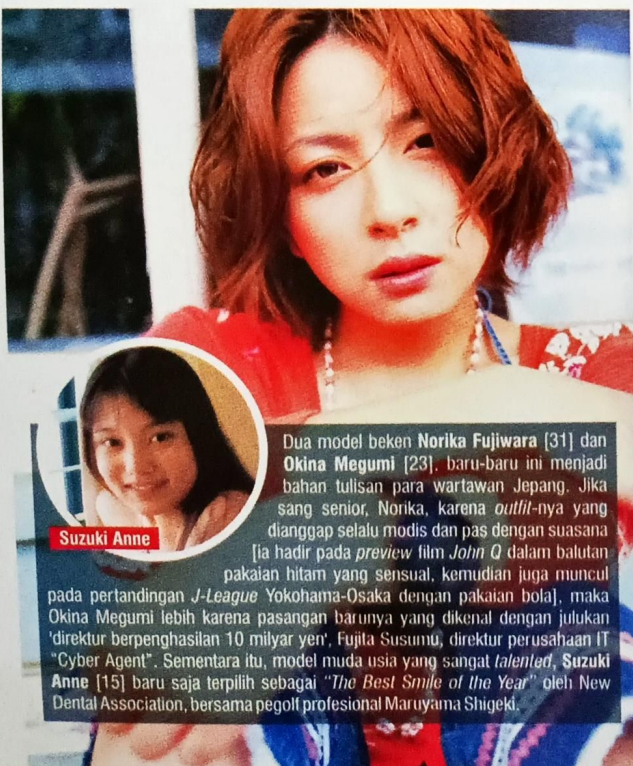 Suzuki Anne
Dua model beken Norika Fujiwara [31] dan
Okina Megumi [23], baru-baru ini menjadi
bahan tulisan para wartawan Jepang. Jika
sang senior, Norika, karena outfit-nya yang
dianggap selalu modis dan pas dengan suasana
[ia hadir pada preview film John Q dalam balutan
pakaian hitam yang sensual, kemudian juga muncul
pada pertandingan J-League Yokohama-Osaka dengan pakaian bola], maka
Okina Megumi lebih karena pasangan barunya yang dikenal dengan julukan
'direktur berpenghasilan 10 milyar yen', Fujita Susumu, direktur perusahaan IT
“Cyber Agent”. Sementara itu, model muda usia yang sangat talented, Suzuki
Anne [15] baru saja terpilih sebagai “The Best Smile of the Year” oleh New
Dental Association, bersama pegolf profesional Maruyama Shigeki.